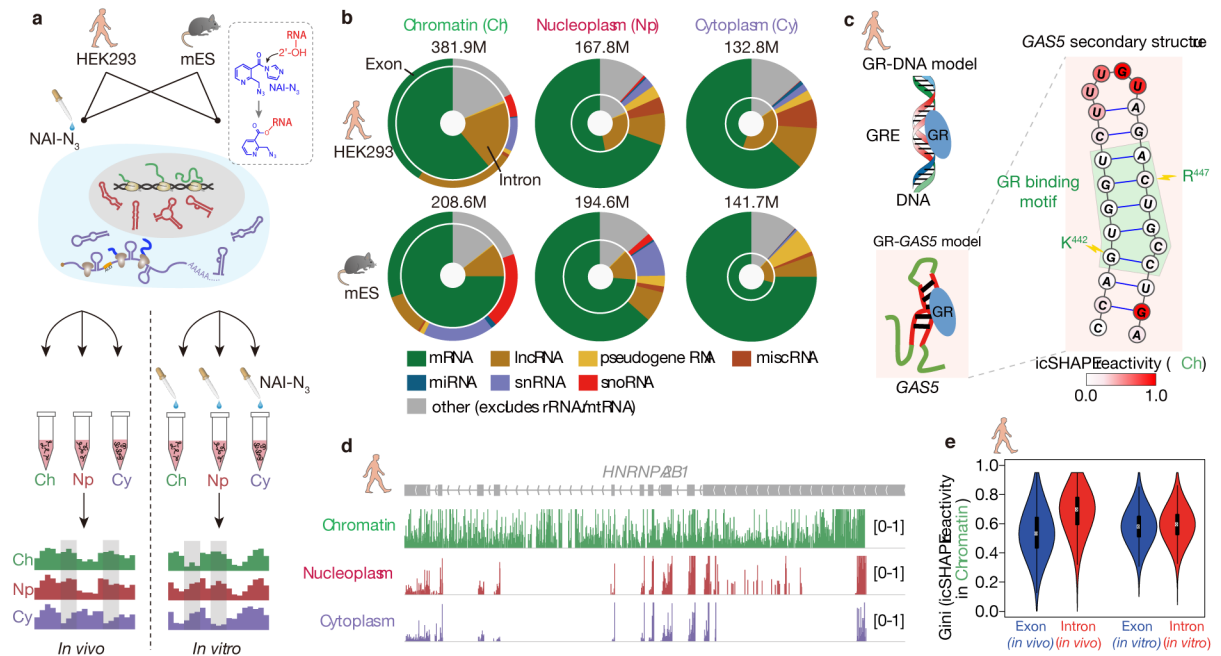 a
HEK293
mES
RNA
2'-OH
NAI-N3
N3
RNA
N3
NAI-N3
AAAAA
NAI-N3
Ch
Np
Cy
Ch
Np
Cy
Ch
Np
Cy
In vivo
In vitro
b
Chromatin (Ch)
Nucleoplasm (Np)
Cytoplasm (Cy)
381.9M
167.8M
132.8M
Exon
Intron
HEK293
208.6M
194.6M
141.7M
mES
mRNA
lncRNA
pseudogene RNA
miscRNA
miRNA
snRNA
snoRNA
other (excludes rRNA/mtRNA)
c
GR-DNA model
GRE
GR
DNA
GR-GAS5 model
GR
GAS5
GAS5 secondary structure
U
G
U
U
U
C
U
G
G
U
G
A
C
C
A
G
A
C
U
G
C
C
U
G
A
GR binding
motif
R447
K442
icSHAPE reactivity (Ch)
0.0
1.0
d
HNRNPA2B1
Chromatin
[0-1]
Nucleoplasm
[0-1]
Cytoplasm
[0-1]
e
Gini (icSHAPE reactivity
in Chromatin)
1.0
0.8
0.6
0.4
0.2
0.0
Exon
(in vivo)
Intron
(in vivo)
Exon
(in vitro)
Intron
(in vitro)